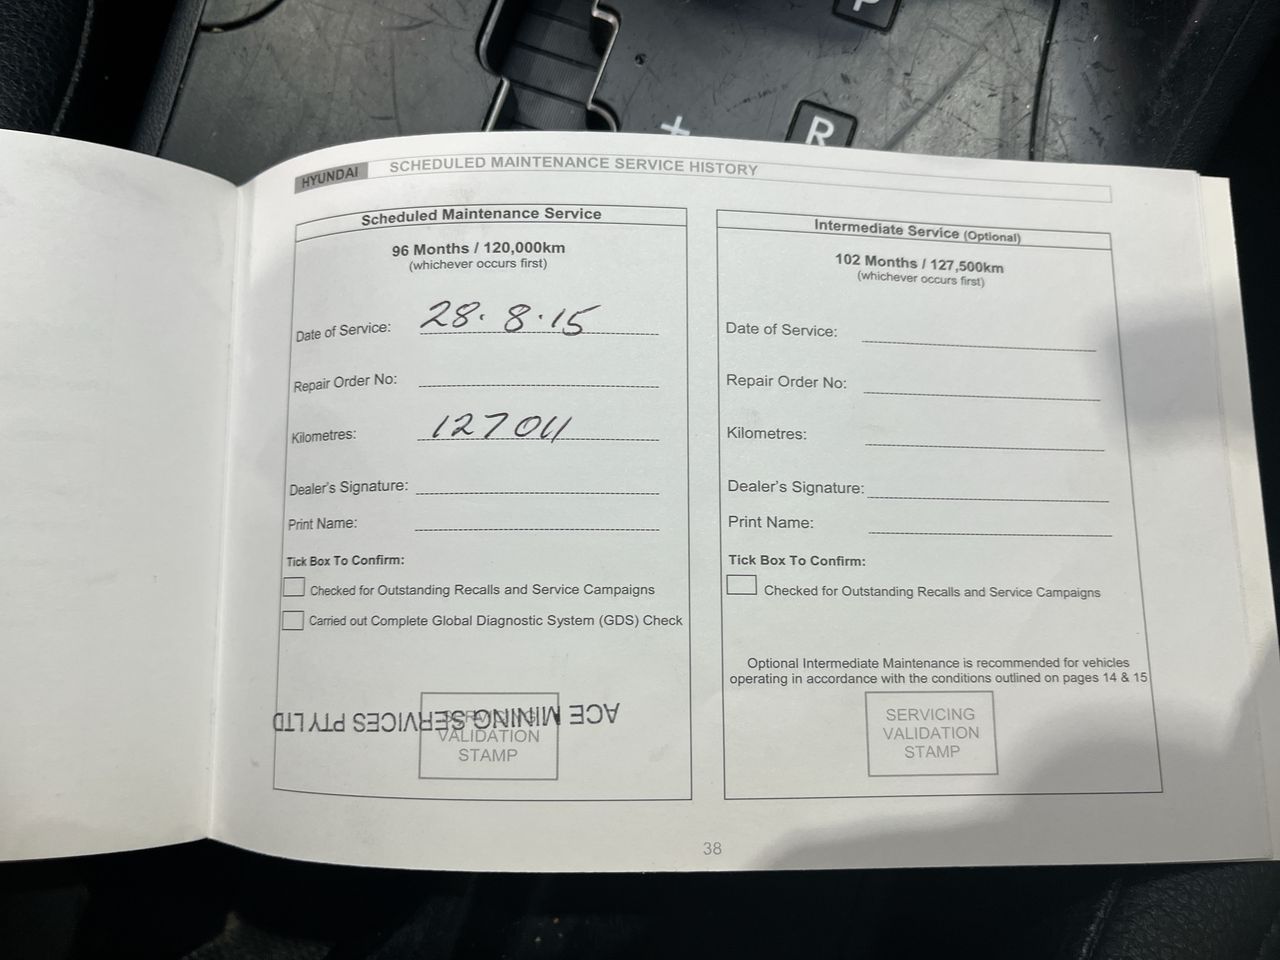 P
+
R
HYUNDAI SCHEDULED MAINTENANCE SERVICE HISTORY
Scheduled Maintenance Service
96 Months / 120,000km
(whichever occurs first)
Date of Service: 28.8.15
Repair Order No:
Kilometres: 127011
Dealer's Signature:
Print Name:
Tick Box To Confirm:
Checked for Outstanding Recalls and Service Campaigns
Carried out Complete Global Diagnostic System (GDS) Check
ACE MINING SERVICES PTY LTD
SERVICING
VALIDATION
STAMP
Intermediate Service (Optional)
102 Months / 127,500km
(whichever occurs first)
Date of Service:
Repair Order No:
Kilometres:
Dealer's Signature:
Print Name:
Tick Box To Confirm:
Checked for Outstanding Recalls and Service Campaigns
Optional Intermediate Maintenance is recommended for vehicles
operating in accordance with the conditions outlined on pages 14 & 15
SERVICING
VALIDATION
STAMP
38